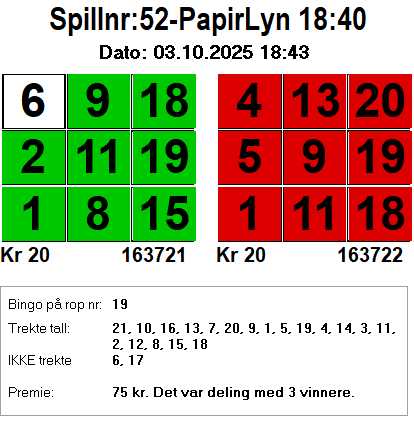 Spillnr:52-PapirLyn 18:40
Dato: 03.10.2025 18:43
6 9 18 4 13 20
2 11 19 5 9 19
1 8 15 1 11 18
Kr 20 163721 Kr 20 163722
Bingo på rop nr: 19
Trekte tall: 21, 10, 16, 13, 7, 20, 9, 1, 5, 19, 4, 14, 3, 11,
2, 12, 8, 15, 18
IKKE trekte 6, 17
Premie: 75 kr. Det var deling med 3 vinnere.